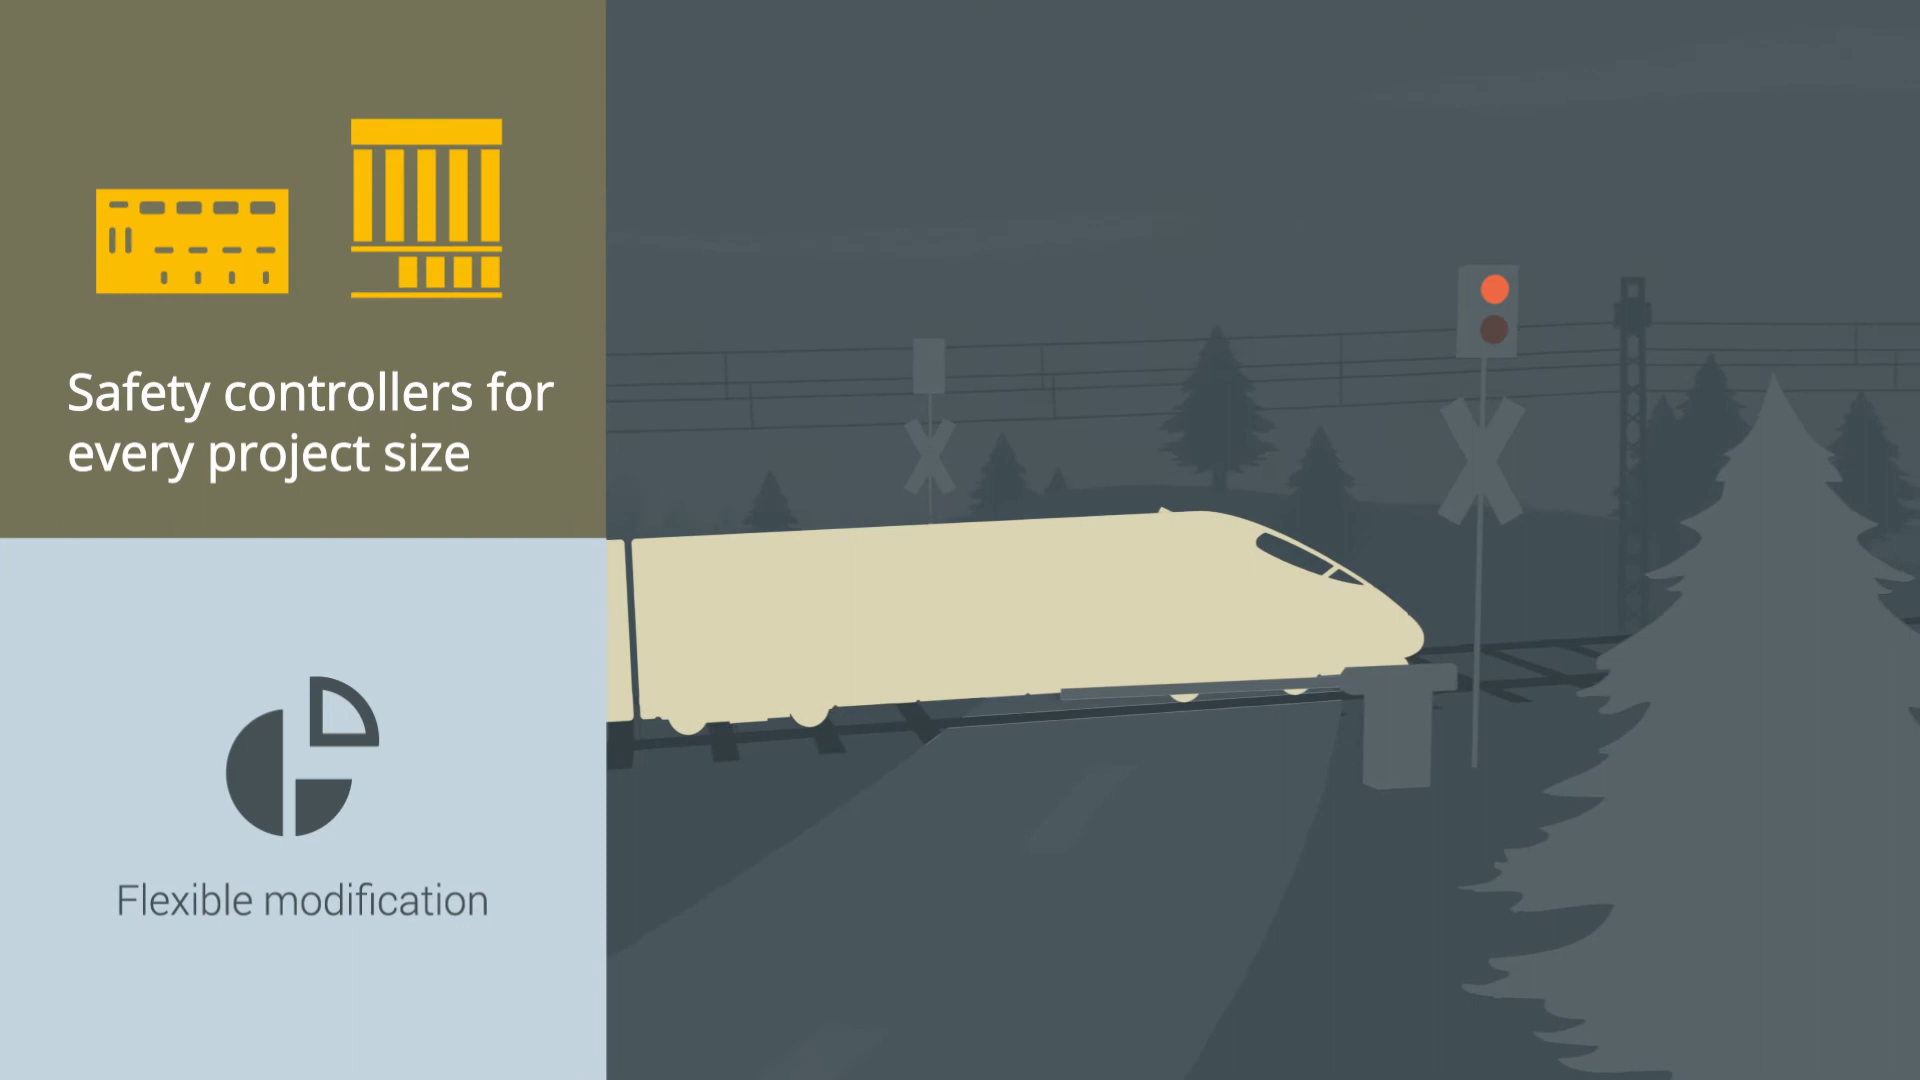 Safety controllers for
every project size
Flexible modification